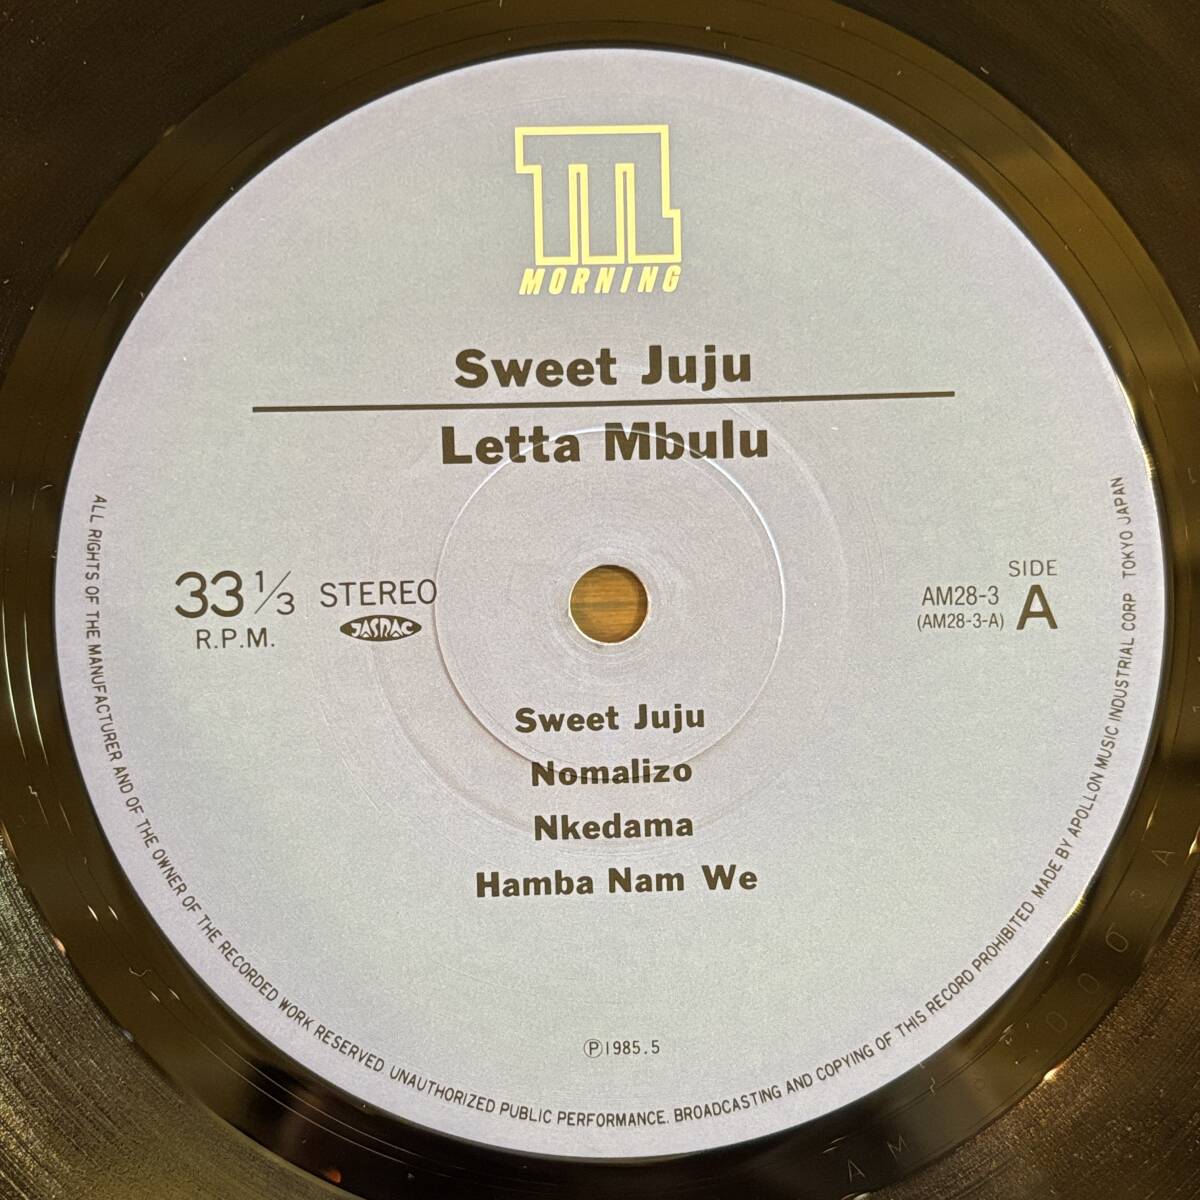 MORNING
Sweet Juju
Letta Mbulu
33 1/3
R.P.M.
STEREO
JASRAC
SIDE
A
AM28-3
(AM28-3-A)
Sweet Juju
Nomalizo
Nkedama
Hamba Nam We
Ⓟ1985.5
ALL RIGHTS OF THE MANUFACTURER AND OF THE OWNER OF THE RECORDED WORK RESERVED. UNAUTHORIZED PUBLIC PERFORMANCE. BROADCASTING AND COPYING OF THIS RECORD PROHIBITED MADE BY APOLLON MUSIC INDUSTRIAL CORP TOKYO JAPAN